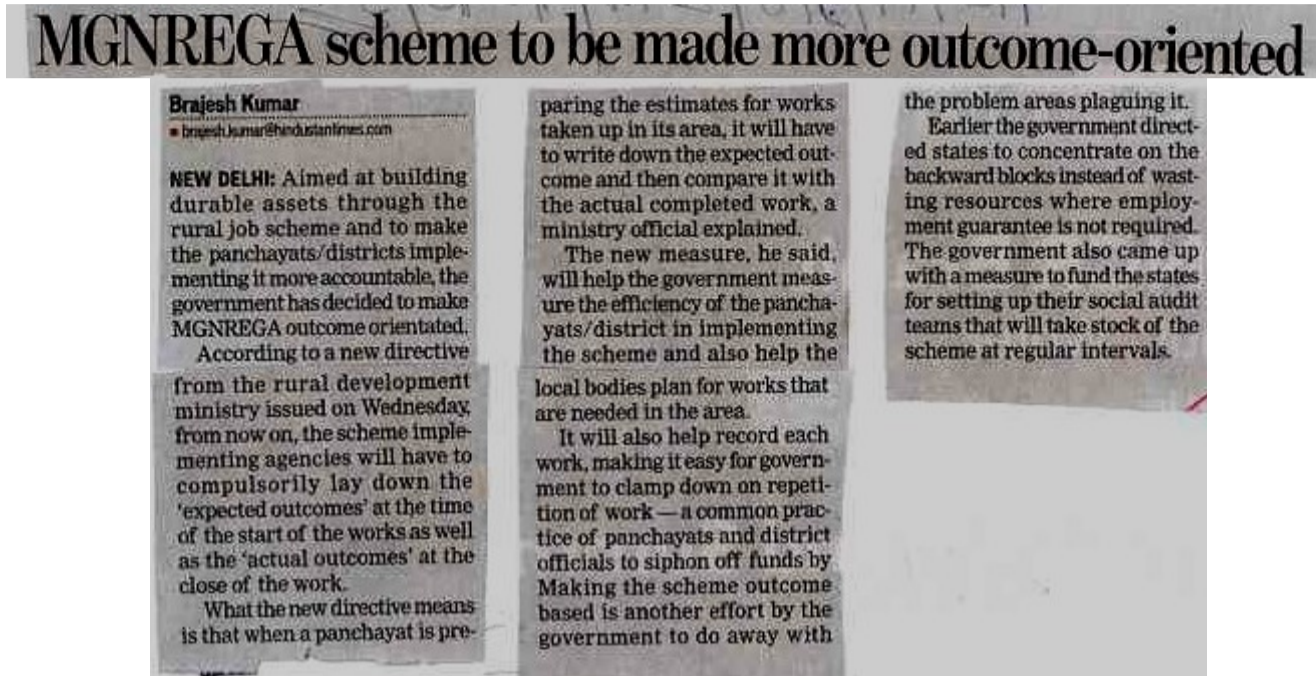 MGNREGA scheme to be made more outcome-oriented
Brajesh Kumar
brajesh.kumar@hindustantimes.com
NEW DELHI: Aimed at building
durable assets through the
rural job scheme and to make
the panchayats/districts imple-
menting it more accountable, the
government has decided to make
MGNREGA outcome orientated.
According to a new directive
from the rural development
ministry issued on Wednesday,
from now on, the scheme imple-
menting agencies will have to
compulsorily lay down the
'expected outcomes' at the time
of the start of the works as well
as the 'actual outcomes' at the
close of the work.
What the new directive means
is that when a panchayat is pre-
paring the estimates for works
taken up in its area, it will have
to write down the expected out-
come and then compare it with
the actual completed work, a
ministry official explained.
The new measure, he said,
will help the government meas-
ure the efficiency of the pancha-
yats/district in implementing
the scheme and also help the
local bodies plan for works that
are needed in the area.
It will also help record each
work, making it easy for govern-
ment to clamp down on repeti-
tion of work — a common prac-
tice of panchayats and district
officials to siphon off funds by
Making the scheme outcome
based is another effort by the
government to do away with
the problem areas plaguing it.
Earlier the government direct-
ed states to concentrate on the
backward blocks instead of wast-
ing resources where employ-
ment guarantee is not required.
The government also came up
with a measure to fund the states
for setting up their social audit
teams that will take stock of the
scheme at regular intervals.